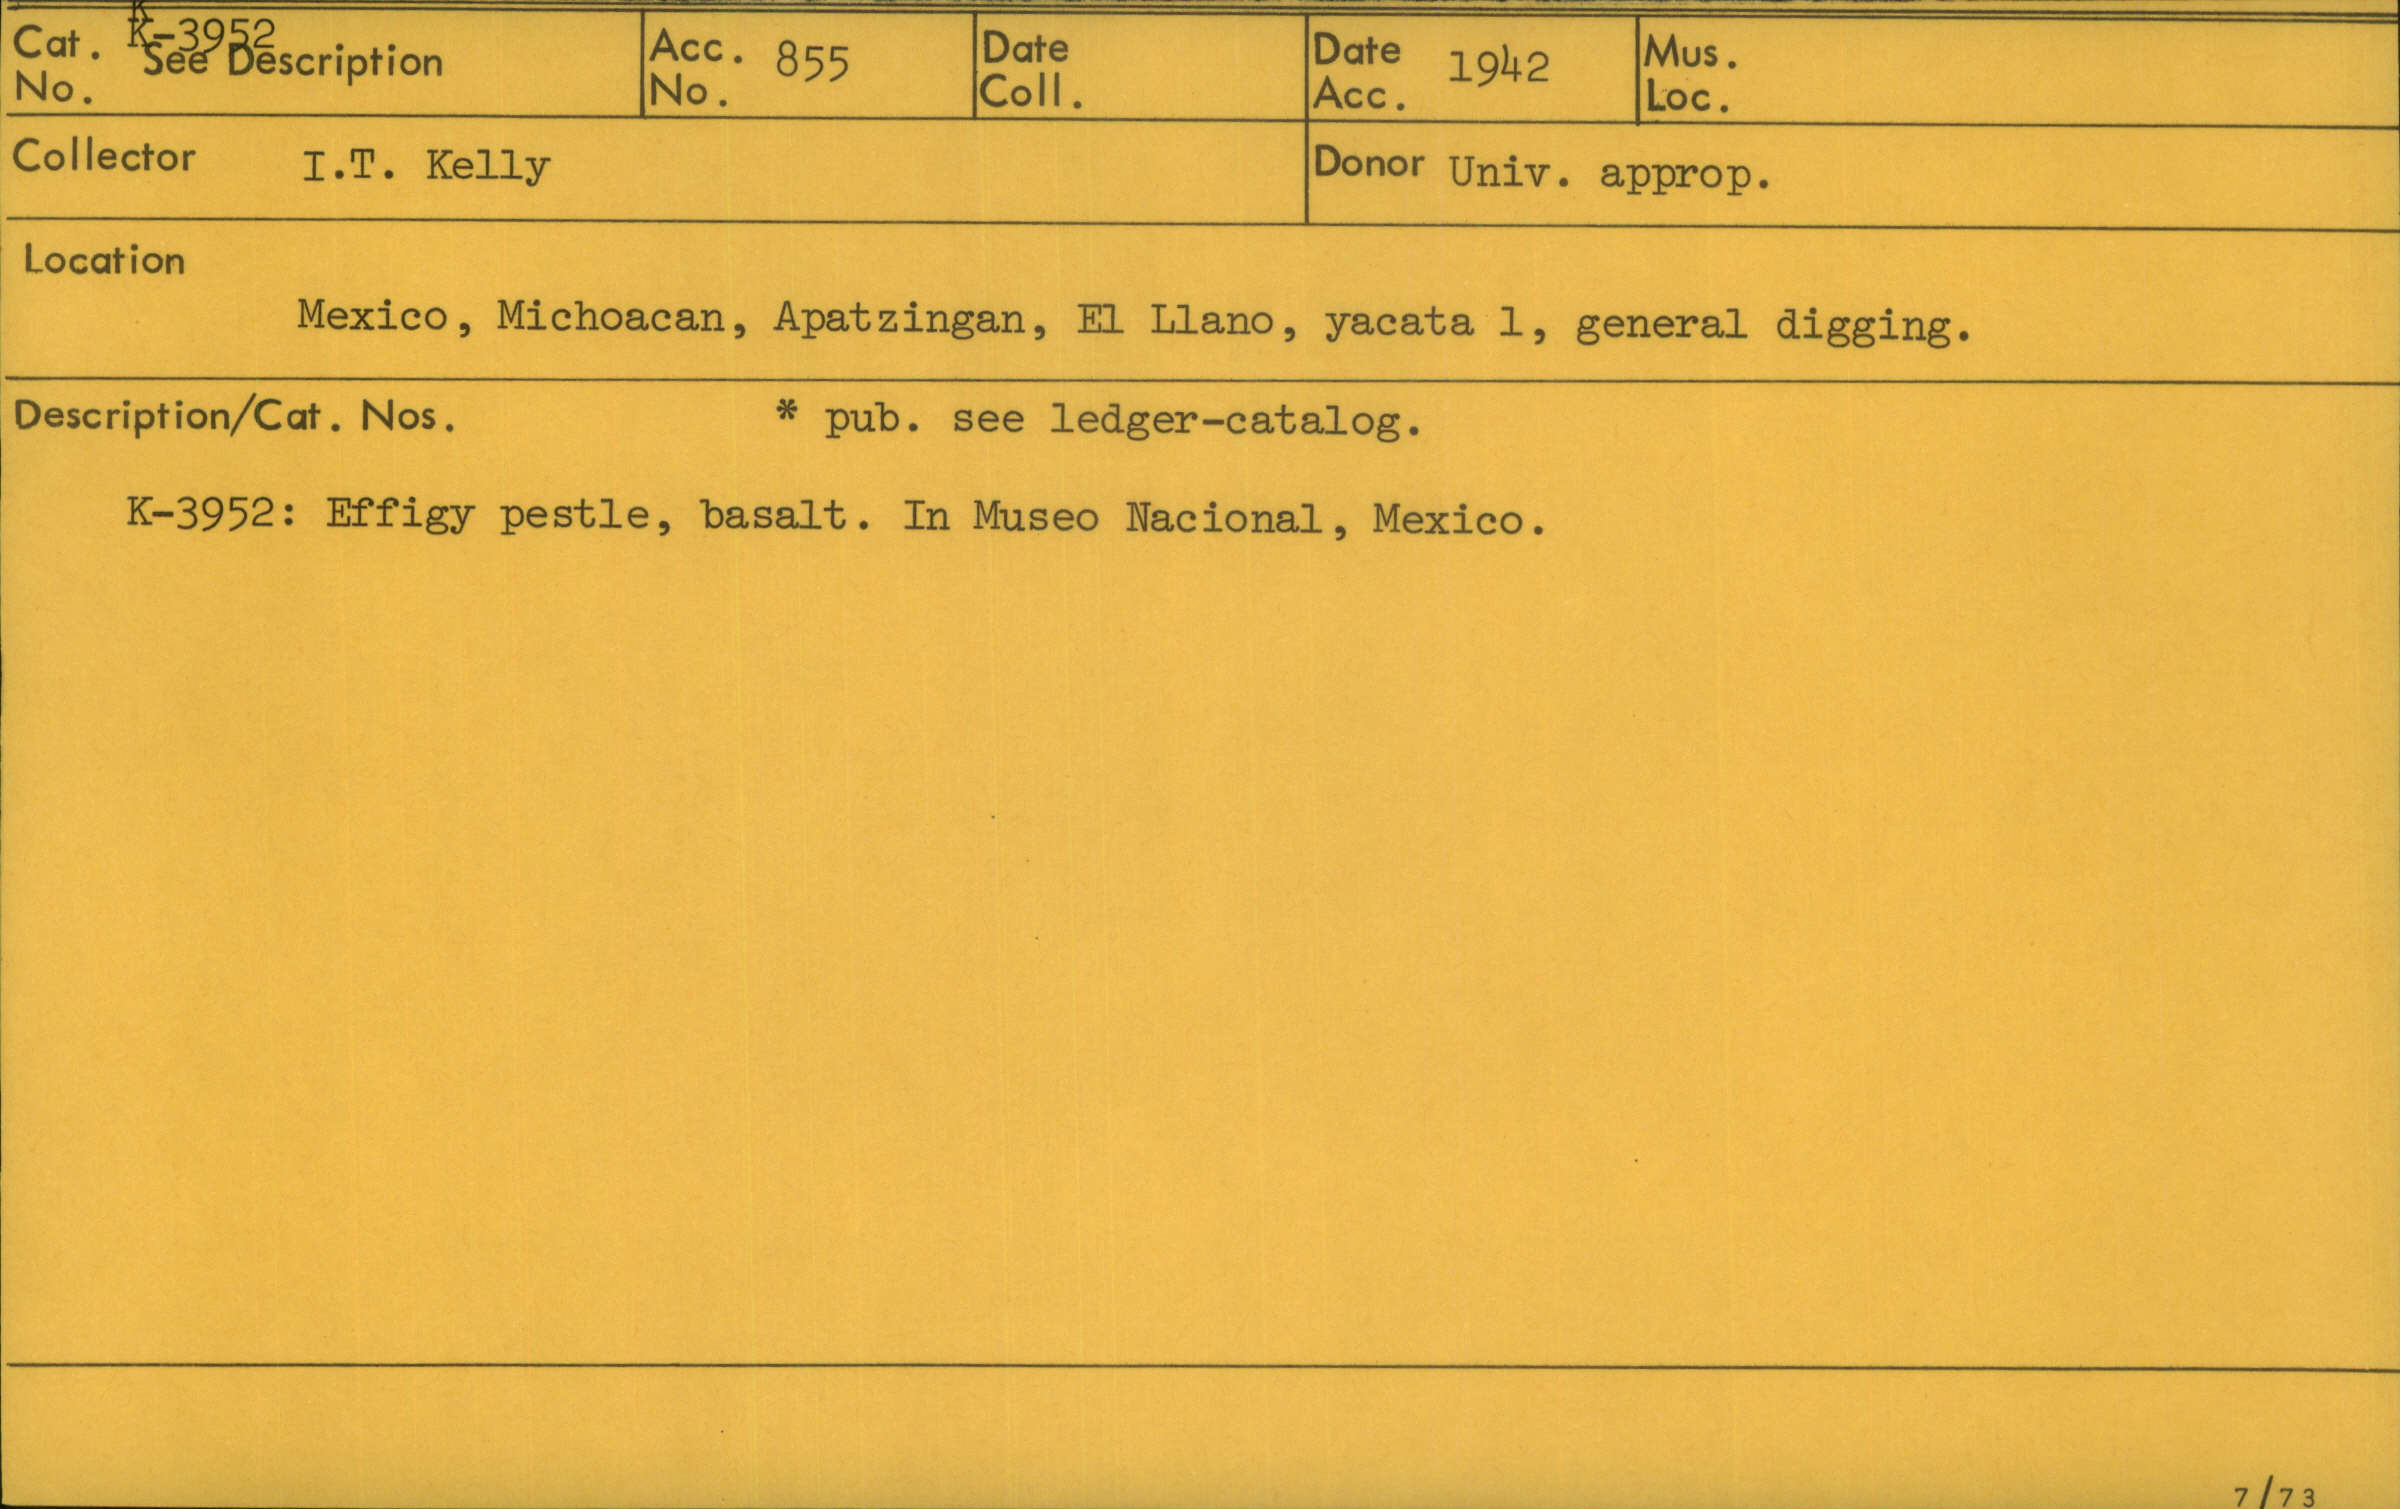 Cat. No. K-3952
See Description
Acc. No. 855
Date Coll.
Date Acc. 1942
Mus. Loc.
Collector I.T. Kelly
Donor Univ. approp.
Location
Mexico, Michoacan, Apatzingan, El Llano, yacata 1, general digging.
Description/Cat. Nos. * pub. see ledger-catalog.
K-3952: Effigy pestle, basalt. In Museo Nacional, Mexico.
7/73